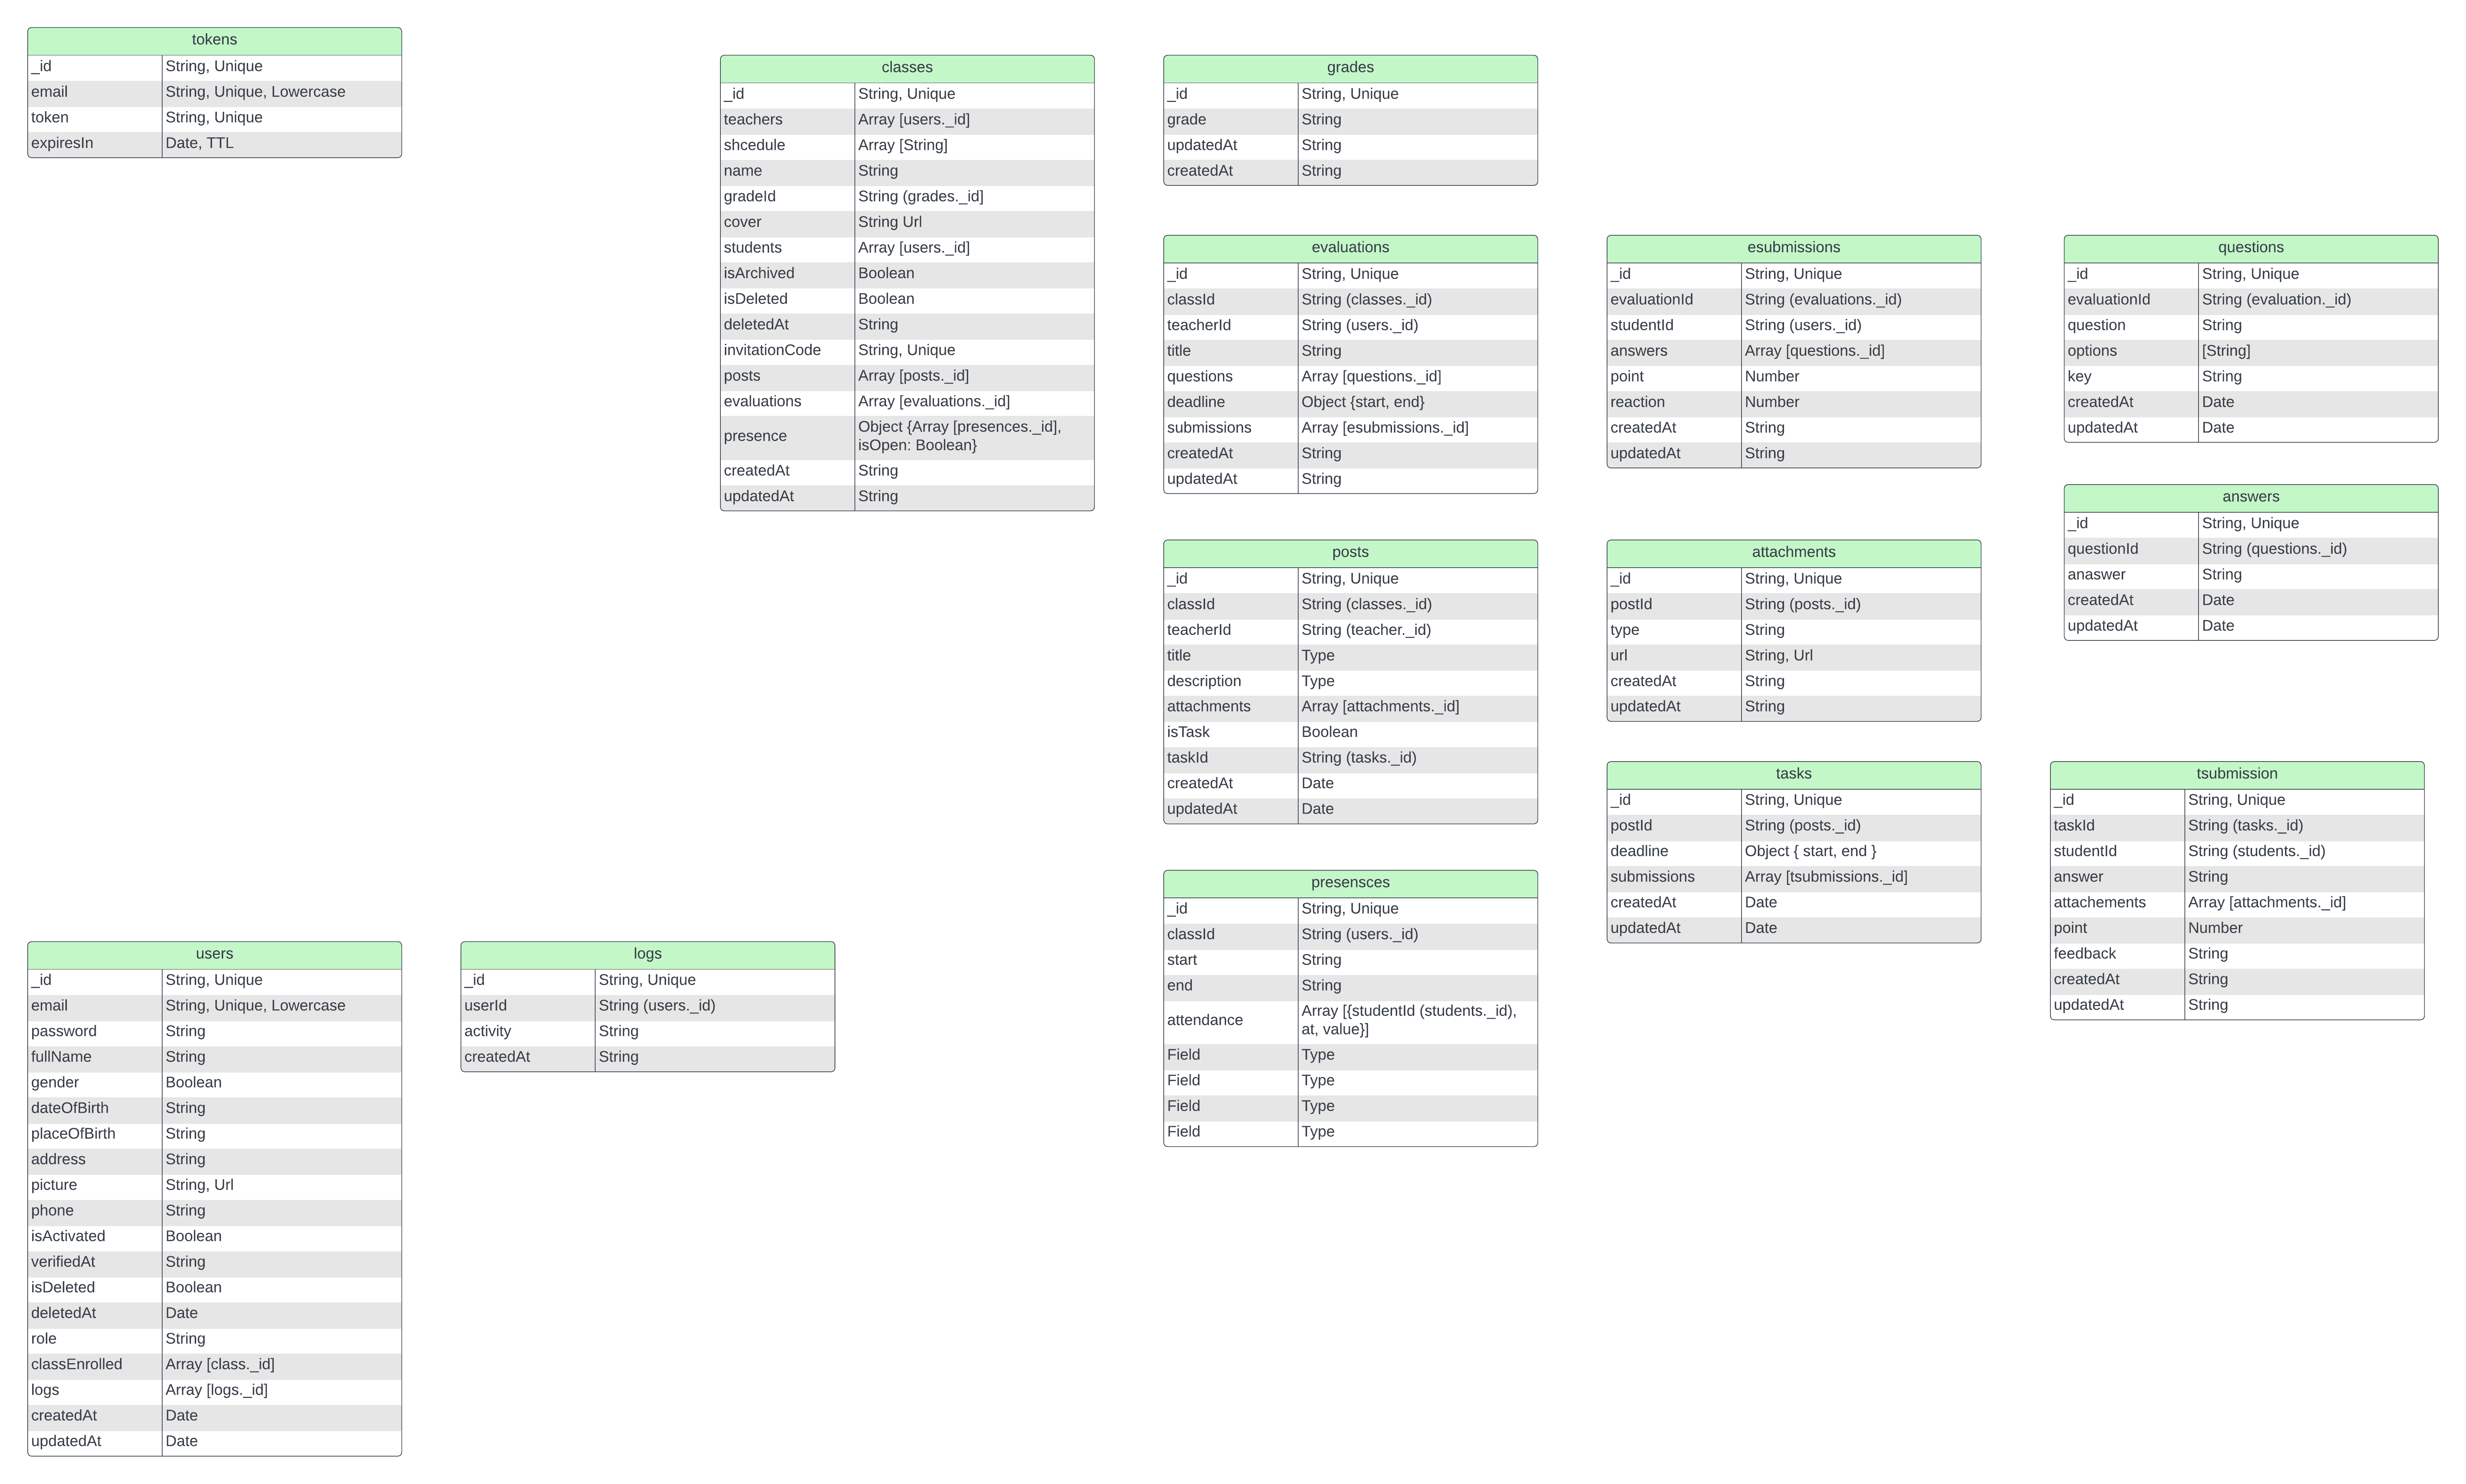 tokens
_id String, Unique
email String, Unique, Lowercase
token String, Unique
expiresIn Date, TTL
classes
_id String, Unique
teachers Array [users._id]
shcedule Array [String]
name String
gradeId String (grades._id]
cover String Url
students Array [users._id]
isArchived Boolean
isDeleted Boolean
deletedAt String
invitationCode String, Unique
posts Array [posts._id]
evaluations Array [evaluations._id]
presence Object {Array [presences._id],
isOpen: Boolean}
createdAt String
updatedAt String
grades
_id String, Unique
grade String
updatedAt String
createdAt String
evaluations
_id String, Unique
classId String (classes._id)
teacherId String (users._id)
title String
questions Array [questions._id]
deadline Object {start, end}
submissions Array [esubmissions._id]
createdAt String
updatedAt String
esubmissions
_id String, Unique
evaluationId String (evaluations._id)
studentId String (users._id)
answers Array [questions._id]
point Number
reaction Number
createdAt String
updatedAt String
questions
_id String, Unique
evaluationId String (evaluation._id)
question String
options [String]
key String
createdAt Date
updatedAt Date
answers
_id String, Unique
questionId String (questions._id)
anaswer String
createdAt Date
updatedAt Date
posts
_id String, Unique
classId String (classes._id)
teacherId String (teacher._id)
title Type
description Type
attachments Array [attachments._id]
isTask Boolean
taskId String (tasks._id)
createdAt Date
updatedAt Date
attachments
_id String, Unique
postId String (posts._id)
type String
url String, Url
createdAt String
updatedAt String
tasks
_id String, Unique
postId String (posts._id)
deadline Object { start, end }
submissions Array [tsubmissions._id]
createdAt Date
updatedAt Date
tsubmission
_id String, Unique
taskId String (tasks._id)
studentId String (students._id)
answer String
attachements Array [attachments._id]
point Number
feedback String
createdAt String
updatedAt String
presensces
_id String, Unique
classId String (users._id)
start String
end String
attendance Array [{studentId (students._id),
at, value}]
Field Type
Field Type
Field Type
Field Type
users
_id String, Unique
email String, Unique, Lowercase
password String
fullName String
gender Boolean
dateOfBirth String
placeOfBirth String
address String
picture String, Url
phone String
isActivated Boolean
verifiedAt String
isDeleted Boolean
deletedAt Date
role String
classEnrolled Array [class._id]
logs Array [logs._id]
createdAt Date
updatedAt Date
logs
_id String, Unique
userId String (users._id)
activity String
createdAt String